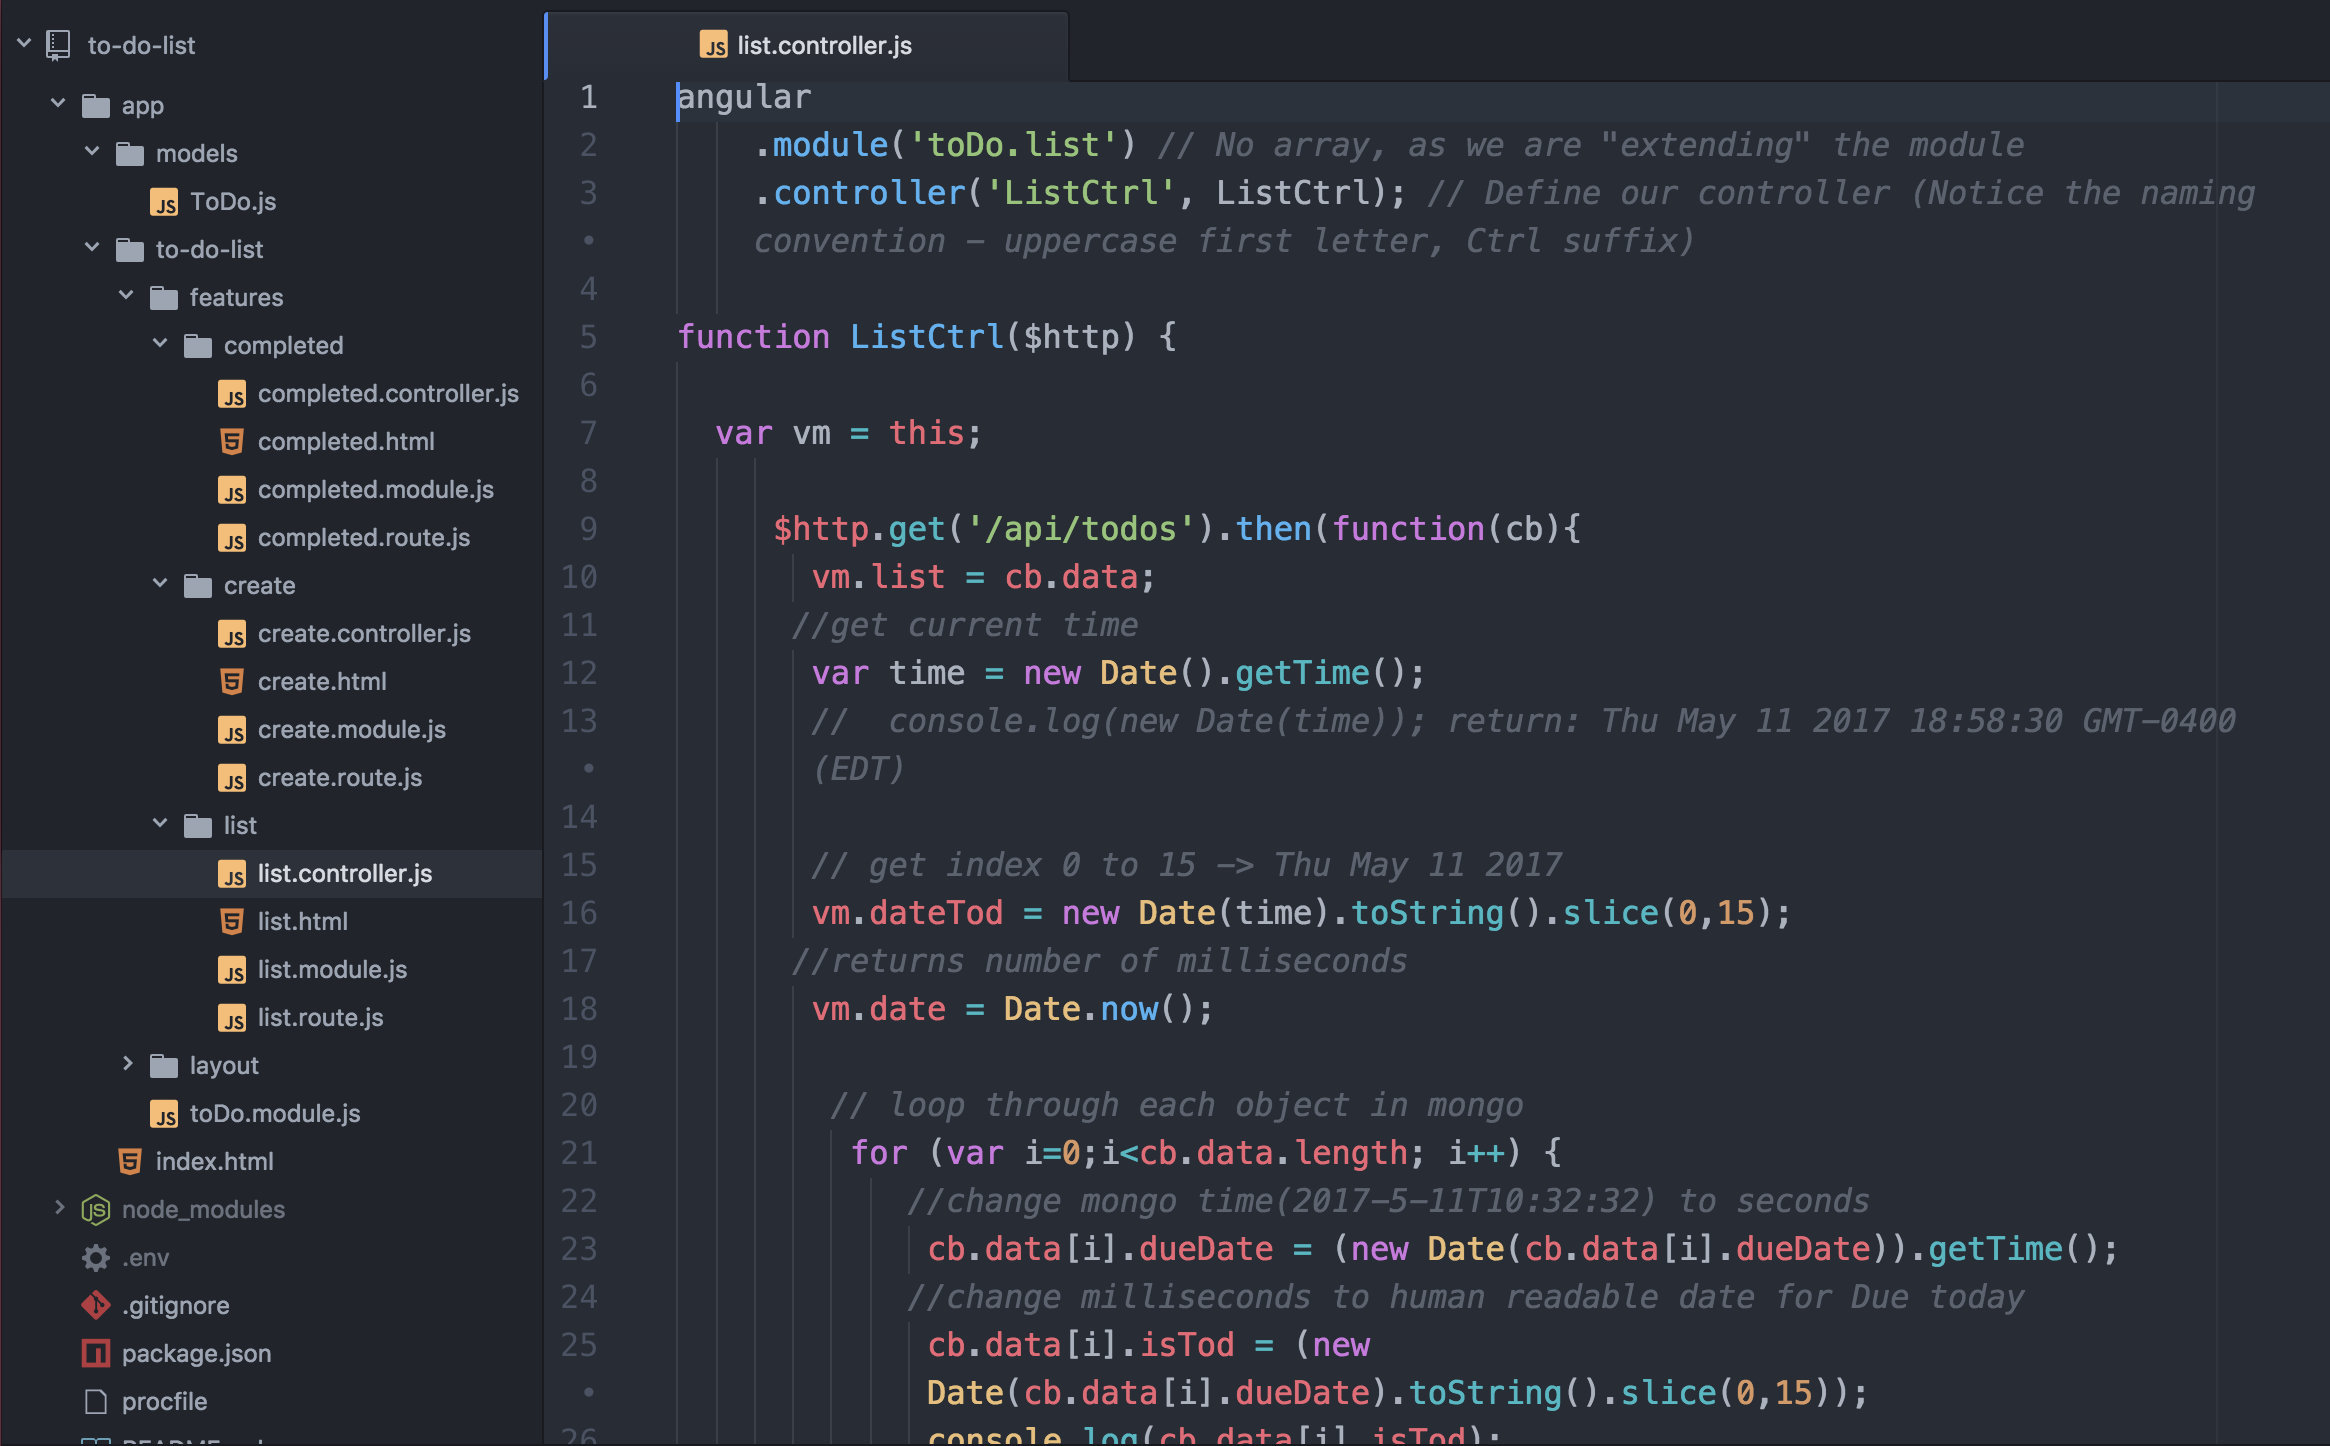 to-do-list
app
models
ToDo.js
to-do-list
features
completed
completed.controller.js
completed.html
completed.module.js
completed.route.js
create
create.controller.js
create.html
create.module.js
create.route.js
list
list.controller.js
list.html
list.module.js
list.route.js
layout
toDo.module.js
index.html
node_modules
.env
.gitignore
package.json
procfile
list.controller.js
1 angular
2 .module('toDo.list') // No array, as we are "extending" the module
3 .controller('ListCtrl', ListCtrl); // Define our controller (Notice the naming
• convention - uppercase first letter, Ctrl suffix)
4
5 function ListCtrl($http) {
6
7 var vm = this;
8
9 $http.get('/api/todos').then(function(cb){
10 vm.list = cb.data;
11 //get current time
12 var time = new Date().getTime();
13 //  console.log(new Date(time)); return: Thu May 11 2017 18:58:30 GMT-0400
• (EDT)
14
15 // get index 0 to 15 -> Thu May 11 2017
16 vm.dateTod = new Date(time).toString().slice(0,15);
17 //returns number of milliseconds
18 vm.date = Date.now();
19
20 // loop through each object in mongo
21 for (var i=0;i<cb.data.length; i++) {
22 //change mongo time(2017-5-11T10:32:32) to seconds
23 cb.data[i].dueDate = (new Date(cb.data[i].dueDate)).getTime();
24 //change milliseconds to human readable date for Due today
25 cb.data[i].isTod = (new
• Date(cb.data[i].dueDate).toString().slice(0,15));
26 console.log(cb.data[i].isTod);